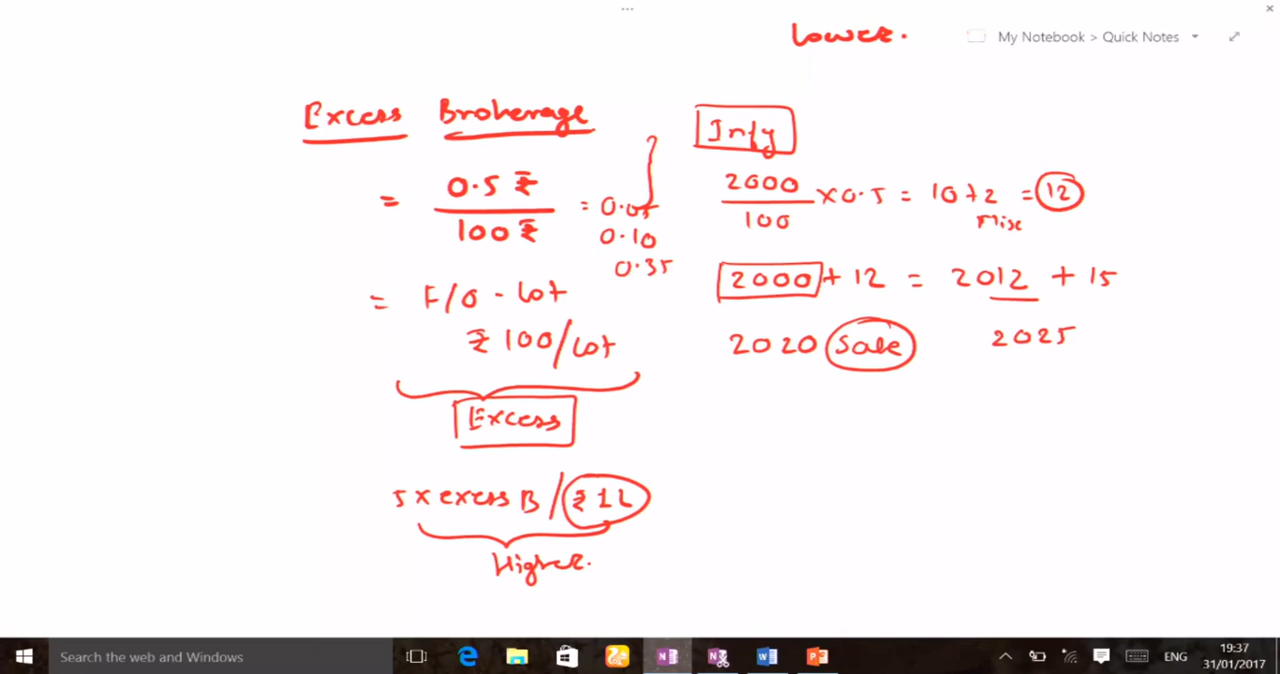 ...
lower.
My Notebook > Quick Notes
Excess Brokerage
= 0.5 ₹
100 ₹
= 0.05
0.10
0.35
= F/O - Lot
₹ 100/Lot
Excess
5 x excess B / ₹ 1L
Higher.
Infy
2000
100
x 0.5 = 10 + 2 = 12
Misc
2000 + 12 = 2012 + 15
2020 Sale 2025
Search the web and Windows
ENG
19:37
31/01/2017